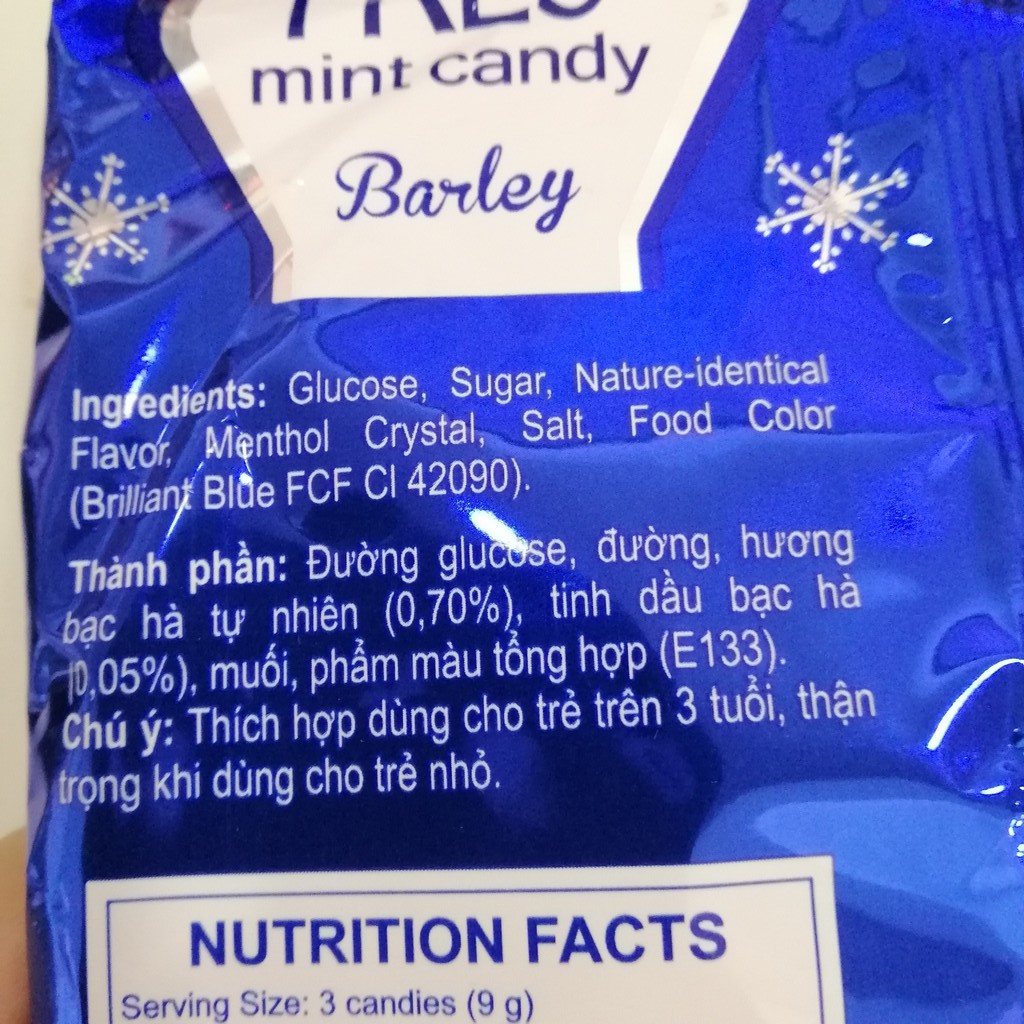 mint candy
Barley
Ingredients: Glucose, Sugar, Nature-identical
Flavor, Menthol Crystal, Salt, Food Color
(Brilliant Blue FCF CI 42090).
Thành phần: Đường glucose, đường, hương
bạc hà tự nhiên (0,70%), tinh dầu bạc hà
(0,05%), muối, phẩm màu tổng hợp (E133).
Chú ý: Thích hợp dùng cho trẻ trên 3 tuổi, thận
trọng khi dùng cho trẻ nhỏ.
NUTRITION FACTS
Serving Size: 3 candies (9 g)